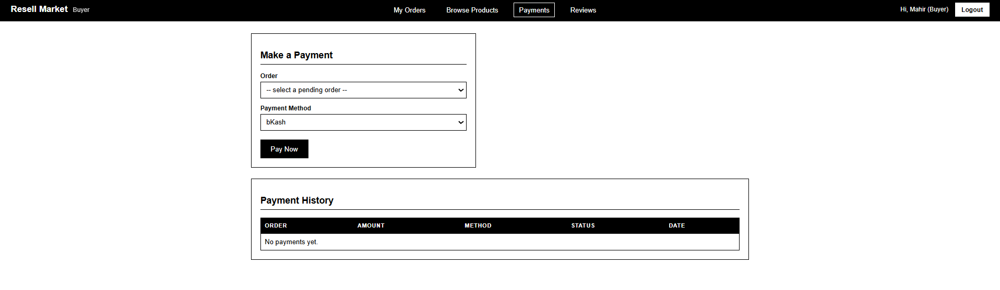 Resell Market Buyer My Orders Browse Products Payments Reviews Hi, Mahir (Buyer) Logout
Make a Payment
Order
-- select a pending order --
Payment Method
bKash
Pay Now
Payment History
ORDER AMOUNT METHOD STATUS DATE
No payments yet.